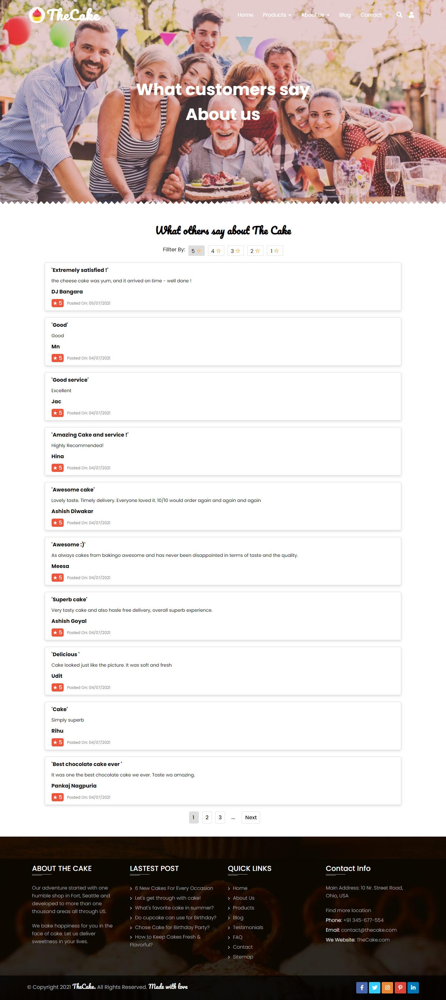 TheCake
Home Products About Us Blog Contact
What customers say
About us
What others say about The Cake
Fillter By: 5 ☆ 4 ☆ 3 ☆ 2 ☆ 1 ☆
'Extremely satisfied !'
the cheese cake was yum, and it arrived on time - well done !
DJ Bangara
★ 5 Posted On: 05/07/2021
'Good'
Good
Mn
★ 5 Posted On: 04/07/2021
'Good service'
Excellent
Jac
★ 5 Posted On: 04/07/2021
'Amazing Cake and service !'
Highly Recommended!
Hina
★ 5 Posted On: 04/07/2021
'Awesome cake'
Lovely taste. Timely delivery. Everyone loved it. 10/10 would order again and again and again
Ashish Diwakar
★ 5 Posted On: 04/07/2021
'Awesome :)'
As always cakes from bakingo awesome and has never been disappointed in terms of taste and the quality.
Meesa
★ 5 Posted On: 04/07/2021
'Superb cake'
Very tasty cake and also hasle free delivery, overall superb experience.
Ashish Goyal
★ 5 Posted On: 04/07/2021
'Delicious '
Cake looked just like the picture. It was soft and fresh
Udit
★ 5 Posted On: 04/07/2021
'Cake'
Simply superb
Rihu
★ 5 Posted On: 04/07/2021
'Best chocolate cake ever '
It was one the best chocolate cake we ever. Taste wa amazing.
Pankaj Nagpuria
★ 5 Posted On: 04/07/2021
1 2 3 ... Next
ABOUT THE CAKE
Our adventure started with one
humble shop in Fort, Seattle and
developed to more than one
thousand areas all through US.
We bake happiness for you in the
face of cake. Let us deliver
sweetness in your lives.
LASTEST POST
6 New Cakes For Every Occasion
Let's get through with cake!
What's favorite cake in summer?
Do cupcake can use for Birthday?
Chose Cake for Birthday Party?
How to Keep Cakes Fresh &
Flavorful?
QUICK LINKS
Home
About Us
Products
Blog
Testimonials
FAQ
Contact
Sitemap
Contact Info
Main Address: 10 Nr. Street Road,
Ohio, USA
Find more location
Phone: +91 345-677-554
Email: contact@thecake.com
We Website: TheCake.com
© Copyright 2021 TheCake. All Rights Reserved. Made with love